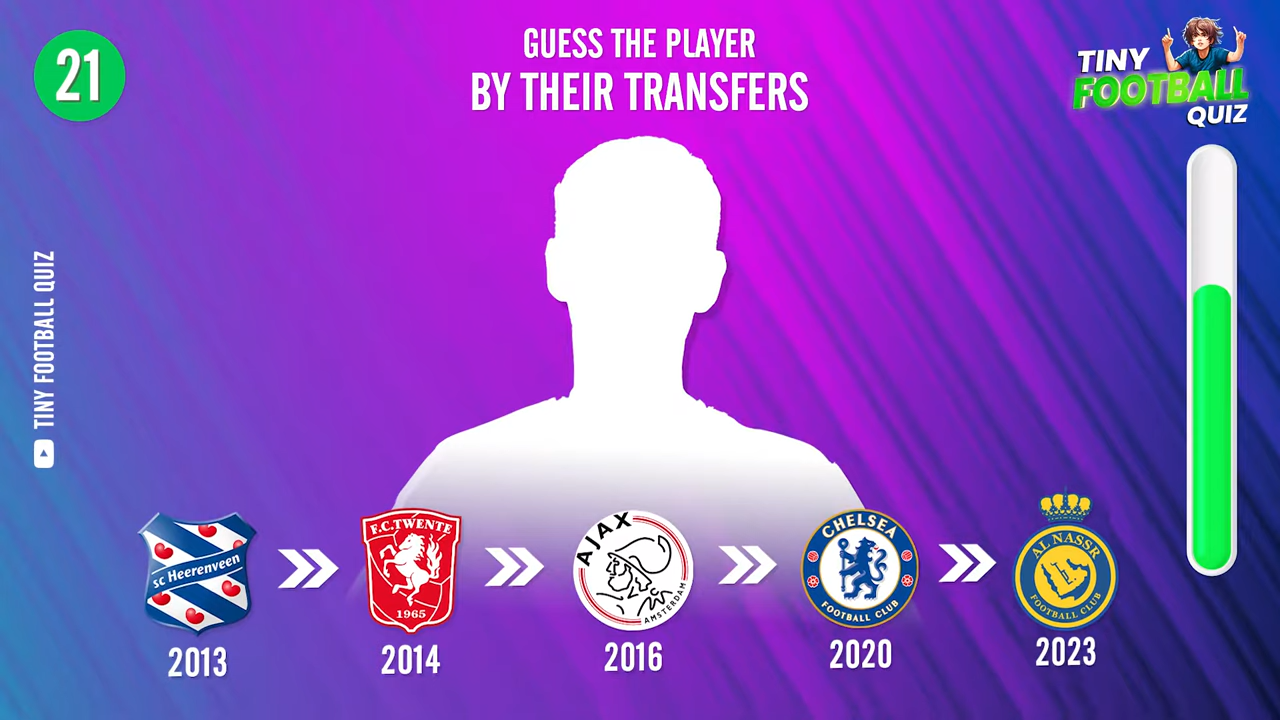 21
GUESS THE PLAYER
BY THEIR TRANSFERS
TINY
FOOTBALL
QUIZ
TINY FOOTBALL QUIZ
sc Heerenveen
F.C.TWENTE
1965
AJAX
AMSTERDAM
CHELSEA
FOOTBALL CLUB
AL NASSR
FOOTBALL CLUB
2013
2014
2016
2020
2023